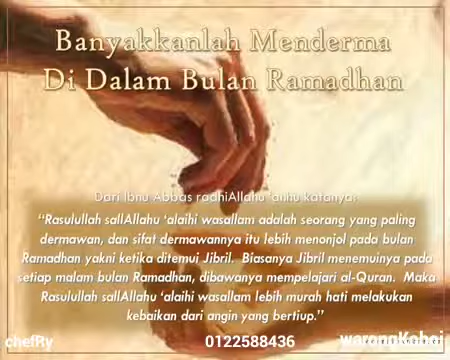 Banyakkanlah Menderma
Di Dalam Bulan Ramadhan
Dari Ibnu Abbas radhiAllahu 'anhu katanya:
“Rasulullah sallAllahu ‘alaihi wasallam adalah seorang yang paling
dermawan, dan sifat dermawannya itu lebih menonjol pada bulan
Ramadhan yakni ketika ditemui Jibril. Biasanya Jibril menemuinya pada
setiap malam bulan Ramadhan, dibawanya mempelajari al-Quran. Maka
Rasulullah sallAllahu ‘alaihi wasallam lebih murah hati melakukan
kebaikan dari angin yang bertiup.”
chefRy 0122588436 warongKobai